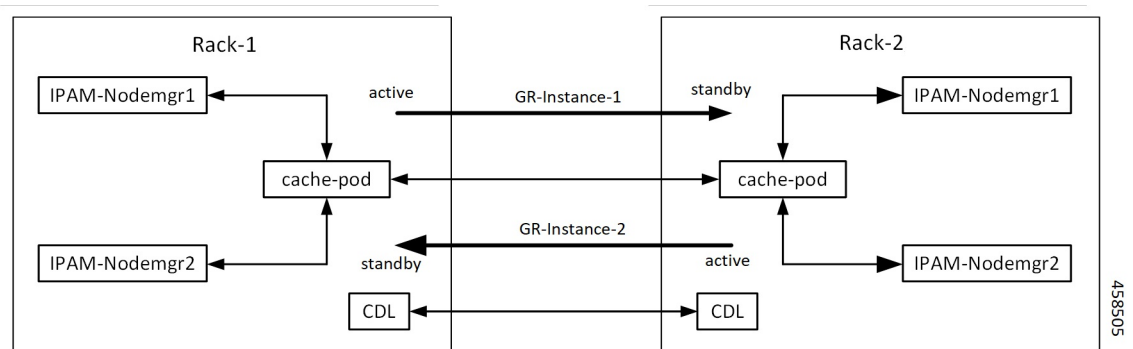 Rack-1
Rack-2
IPAM-Nodemgr1
active
GR-Instance-1
standby
IPAM-Nodemgr1
cache-pod
cache-pod
GR-Instance-2
IPAM-Nodemgr2
standby
active
IPAM-Nodemgr2
CDL
CDL
458505